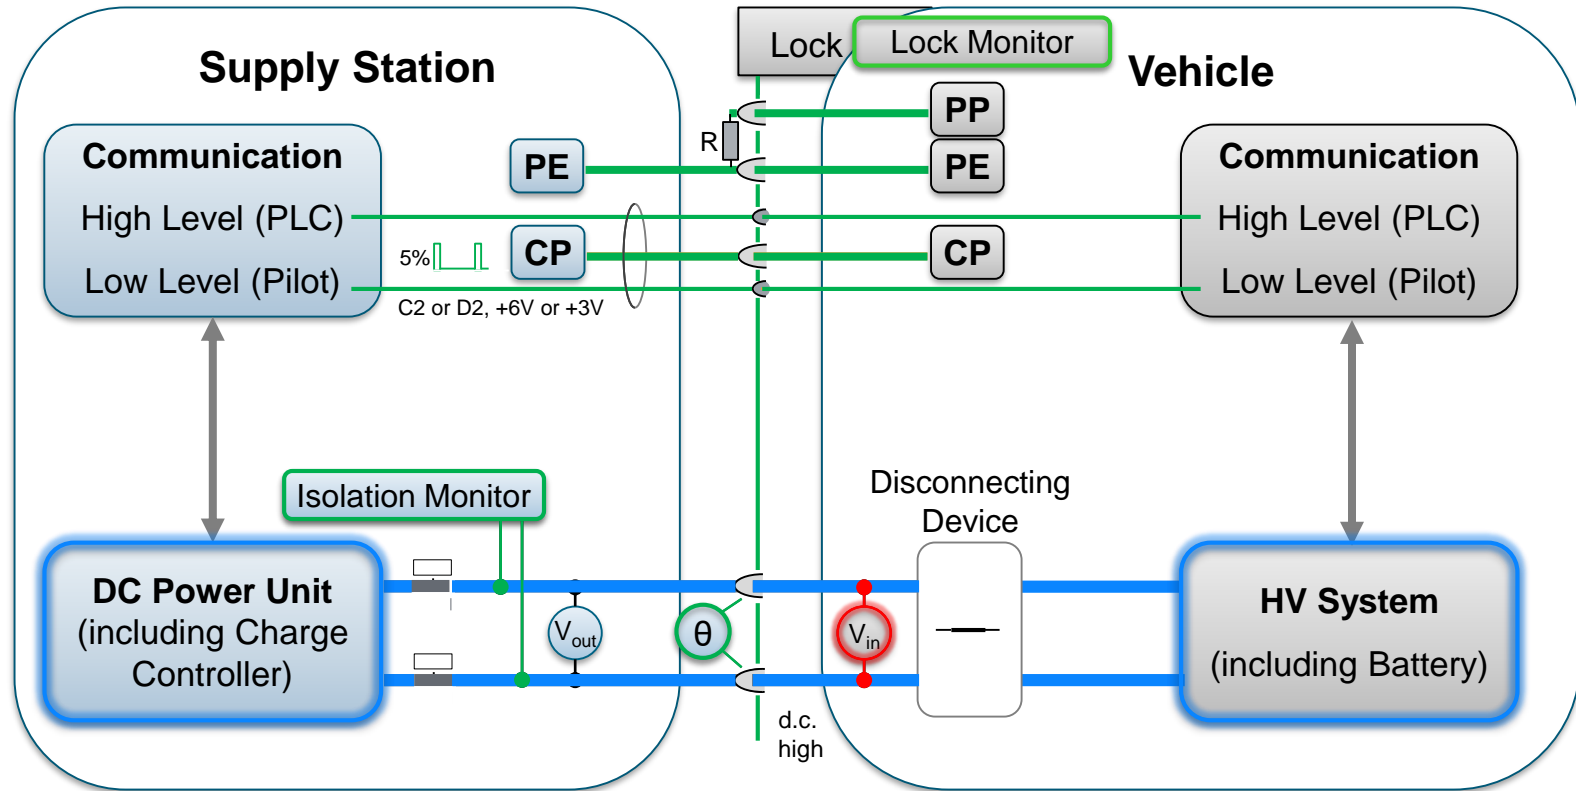 Supply Station
Lock
Lock Monitor
Vehicle
Communication
High Level (PLC)
Low Level (Pilot)
5%
C2 or D2, +6V or +3V
PE
CP
R
PP
PE
CP
Communication
High Level (PLC)
Low Level (Pilot)
Isolation Monitor
Disconnecting
Device
DC Power Unit
(including Charge
Controller)
Vout
θ
Vin
HV System
(including Battery)
d.c.
high